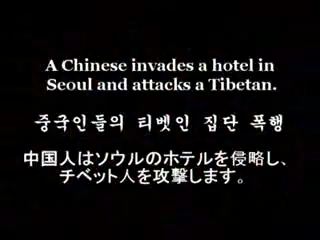 A Chinese invades a hotel in
Seoul and attacks a Tibetan.
중국인들의 티벳인 집단 폭행
中国人はソウルのホテルを侵略し、
チベット人を攻撃します。